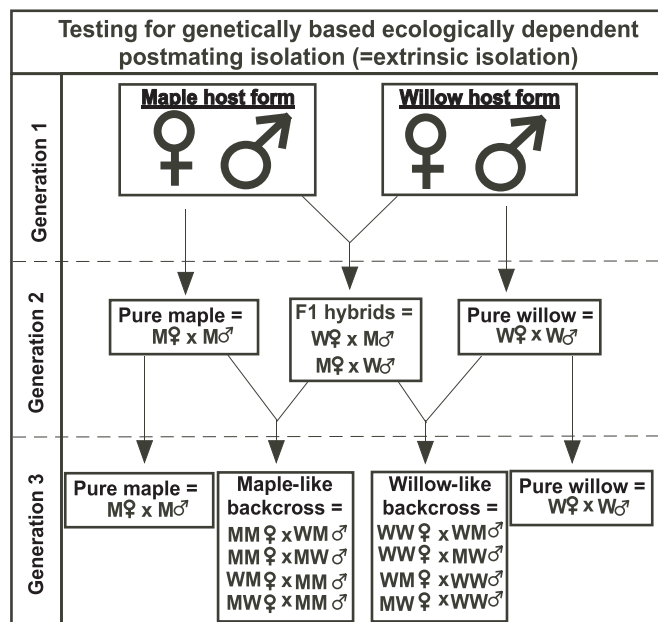 Testing for genetically based ecologically dependent
postmating isolation (=extrinsic isolation)
Generation 1
Maple host form
♀ ♂
Willow host form
♀ ♂
Generation 2
Pure maple =
M♀ x M♂
F1 hybrids =
W♀ x M♂
M♀ x W♂
Pure willow =
W♀ x W♂
Generation 3
Pure maple =
M♀ x M♂
Maple-like
backcross =
MM♀xWM♂
MM♀xMW♂
WM♀xMM♂
MW♀xMM♂
Willow-like
backcross =
WW♀xWM♂
WW♀xMW♂
WM♀xWW♂
MW♀xWW♂
Pure willow =
W♀ x W♂